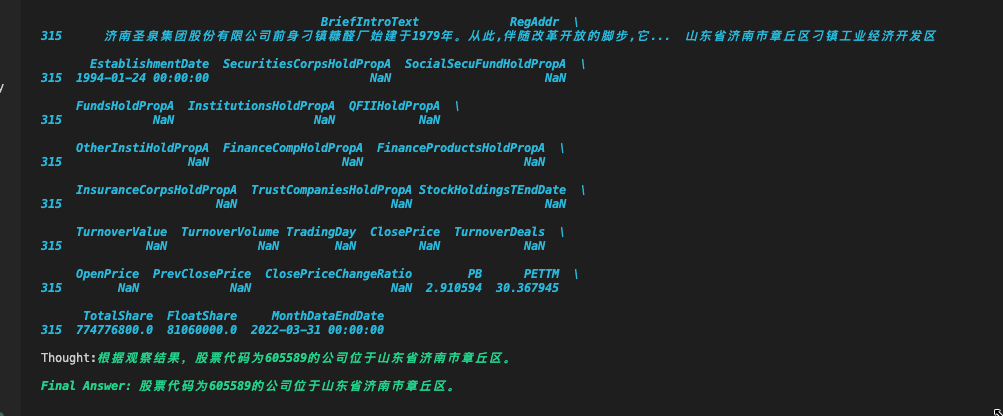 BriefIntroText RegAddr \
315 济南圣泉集团股份有限公司前身刁镇糠醛厂始建于1979年。从此,伴随改革开放的脚步,它... 山东省济南市章丘区刁镇工业经济开发区
EstablishmentDate SecuritiesCorpsHoldPropA SocialSecuFundHoldPropA \
315 1994-01-24 00:00:00 NaN NaN
FundsHoldPropA InstitutionsHoldPropA QFIIHoldPropA \
315 NaN NaN NaN
OtherInstiHoldPropA FinanceCompHoldPropA FinanceProductsHoldPropA \
315 NaN NaN NaN
InsuranceCorpsHoldPropA TrustCompaniesHoldPropA StockHoldingsTEndDate \
315 NaN NaN NaN
TurnoverValue TurnoverVolume TradingDay ClosePrice TurnoverDeals \
315 NaN NaN NaN NaN NaN
OpenPrice PrevClosePrice ClosePriceChangeRatio PB PETTM \
315 NaN NaN NaN 2.910594 30.367945
TotalShare FloatShare MonthDataEndDate
315 774776800.0 81060000.0 2022-03-31 00:00:00
Thought:根据观察结果, 股票代码为605589的公司位于山东省济南市章丘区。
Final Answer: 股票代码为605589的公司位于山东省济南市章丘区。